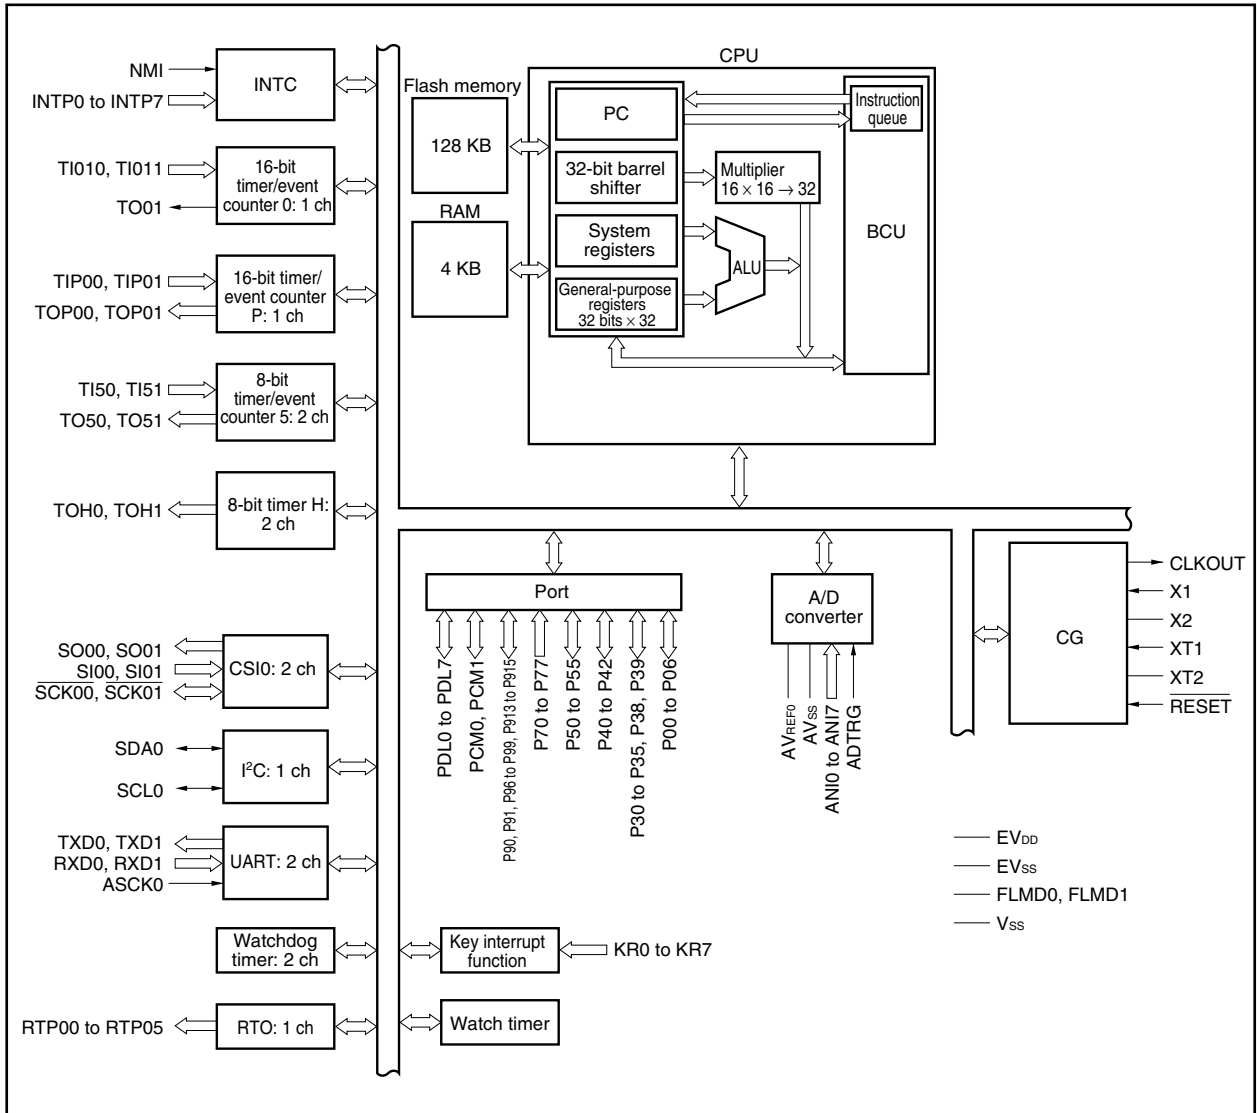 NMI
INTP0 to INTP7
INTC
TI010, TI011
TO01
16-bit
timer/event
counter 0: 1 ch
TIP00, TIP01
TOP00, TOP01
16-bit timer/
event counter
P: 1 ch
TI50, TI51
TO50, TO51
8-bit
timer/event
counter 5: 2 ch
TOH0, TOH1
8-bit timer H:
2 ch
SO00, SO01
SI00, SI01
SCK00, SCK01
CSI0: 2 ch
SDA0
SCL0
I²C: 1 ch
TXD0, TXD1
RXD0, RXD1
ASCK0
UART: 2 ch
Watchdog
timer: 2 ch
RTP00 to RTP05
RTO: 1 ch
Flash memory
128 KB
RAM
4 KB
CPU
PC
32-bit barrel
shifter
System
registers
General-purpose
registers
32 bits × 32
Multiplier
16 × 16 → 32
ALU
Instruction
queue
BCU
Port
PDL0 to PDL7
PCM0, PCM1
P90, P91, P96 to P99, P913 to P915
P70 to P77
P50 to P55
P40 to P42
P30 to P35, P38, P39
P00 to P06
A/D
converter
AVREF0
AVSS
ANI0 to ANI7
ADTRG
CG
CLKOUT
X1
X2
XT1
XT2
RESET
EVDD
EVSS
FLMD0, FLMD1
VSS
Key interrupt
function
KR0 to KR7
Watch timer